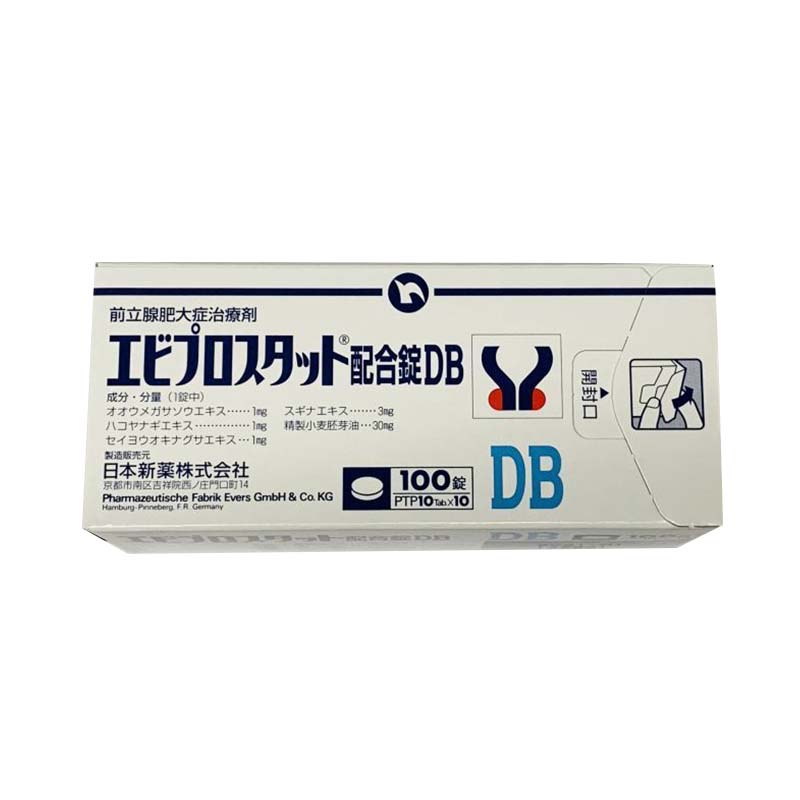 前立腺肥大症治療剤
エビプロスタット®配合錠DB
成分・分量(1錠中)
オオウメガサソウエキス……1mg スギナエキス……3mg
ハコヤナギエキス…………1mg 精製小麦胚芽油…30mg
セイヨウオキナグサエキス…1mg
製造販売元
日本新薬株式会社
京都市南区吉祥院西ノ庄門口町14
Pharmazeutische Fabrik Evers GmbH & Co. KG
Hamburg-Pinneberg, F.R. Germany
100錠
PTP10Tab×10
DB
開封口
エビプロスタット配合錠DB
DB